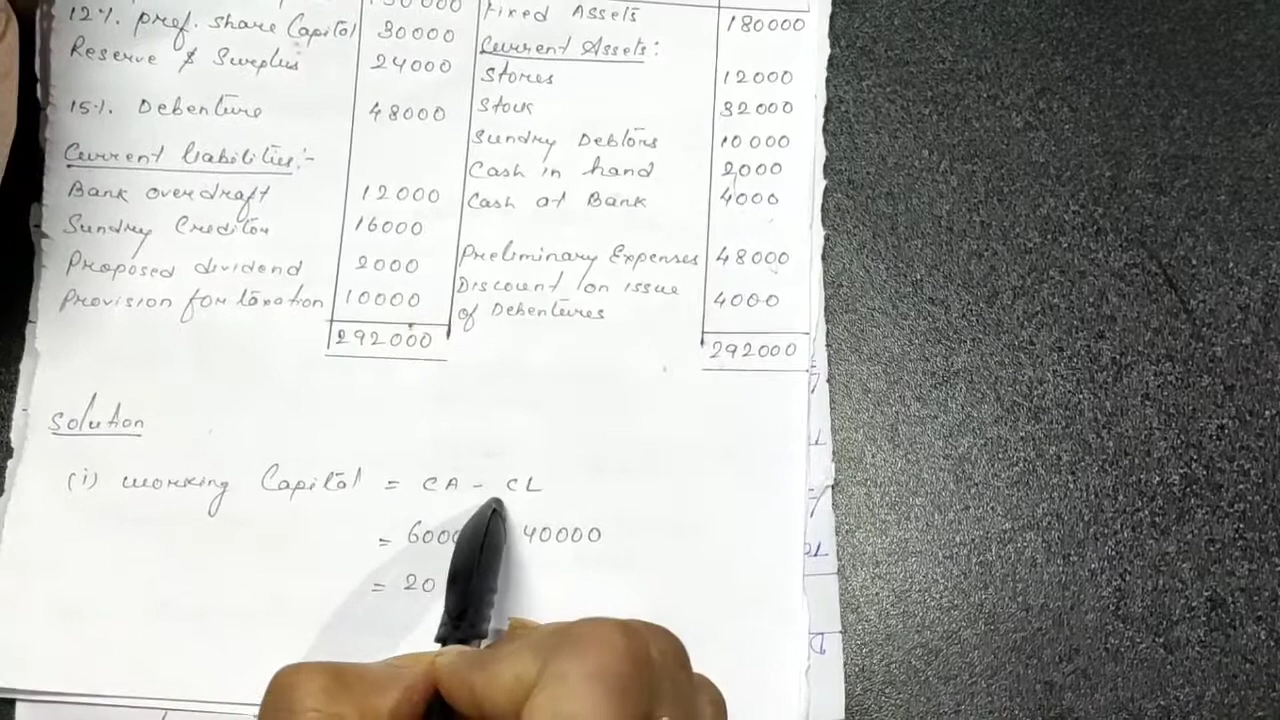 Fixed Assets 180000
12%. pref. share Capital 30000 Current Assets:
Reserve & Surplus 24000 Stores 12000
15%. Debenture 48000 Stock 32000
Sundry Debtors 10000
Current liabilities:- Cash in hand 2000
Bank overdraft 12000 Cash at Bank 4000
Sundry Creditor 16000
Proposed dividend 2000 Preliminary Expenses 48000
Provision for taxation 10000 Discount on issue
of Debentures 4000
292000 292000
Solution
(i) Working Capital = CA - CL
= 6000 40000
= 20